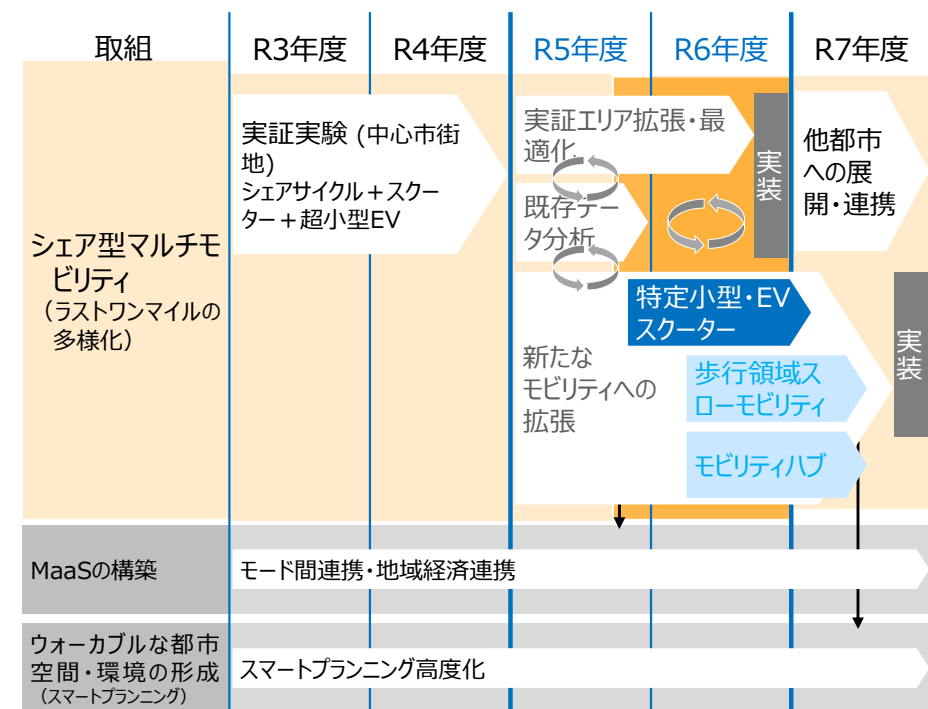 取組
R3年度
R4年度
R5年度
R6年度
R7年度
シェア型マルチモ
ビリティ
（ラストワンマイルの
多様化）
実証実験 (中心市街
地)
シェアサイクル＋スクー
ター＋超小型EV
実証エリア拡張・最
適化
既存データ
タ分析
実
装
他都市
への展
開・連携
特定小型・EV
スクーター
新たな
モビリティへの
拡張
歩行領域ス
ローモビリティ
モビリティハブ
実
装
MaaSの構築
モード間連携・地域経済連携
ウォーカブルな都市
空間・環境の形成
（スマートプランニング）
スマートプランニング高度化